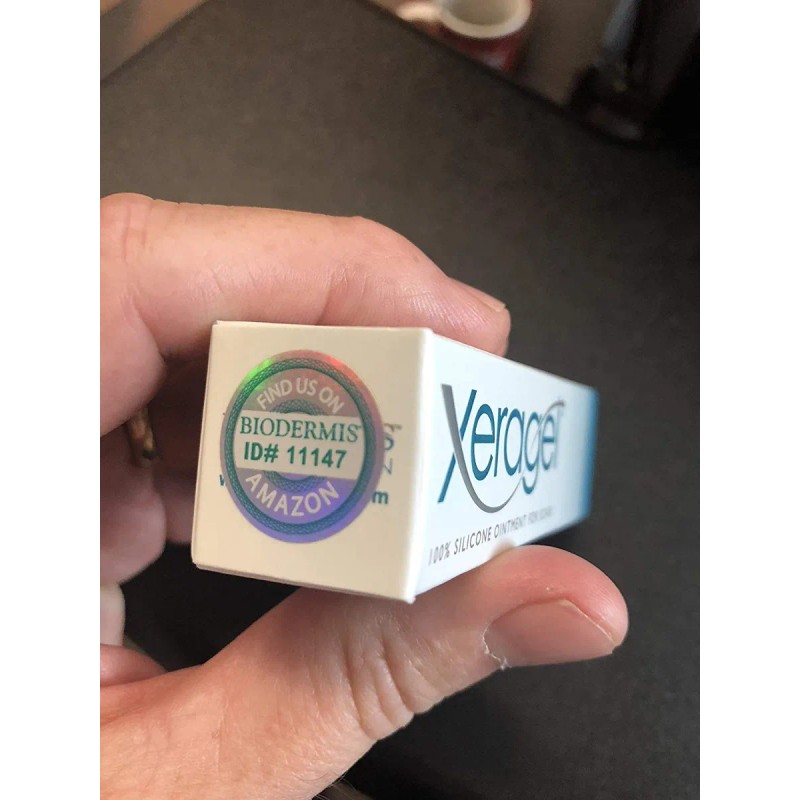 FIND US ON
BIODERMIS
ID# 11147
AMAZON
m
Xeragel
100% SILICONE OINTMENT FOR SCARS